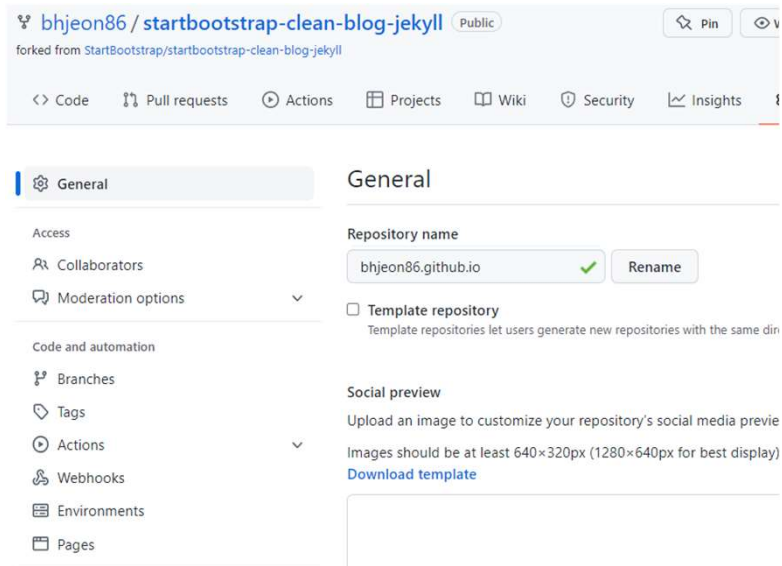 bhjeon86 / startbootstrap-clean-blog-jekyll Public Pin
forked from StartBootstrap/startbootstrap-clean-blog-jekyll
<> Code Pull requests Actions Projects Wiki Security Insights
General
Access
Collaborators
Moderation options
Code and automation
Branches
Tags
Actions
Webhooks
Environments
Pages
General
Repository name
bhjeon86.github.io Rename
Template repository
Template repositories let users generate new repositories with the same
Social preview
Upload an image to customize your repository's social media
Images should be at least 640×320px (1280×640px for best display)
Download template